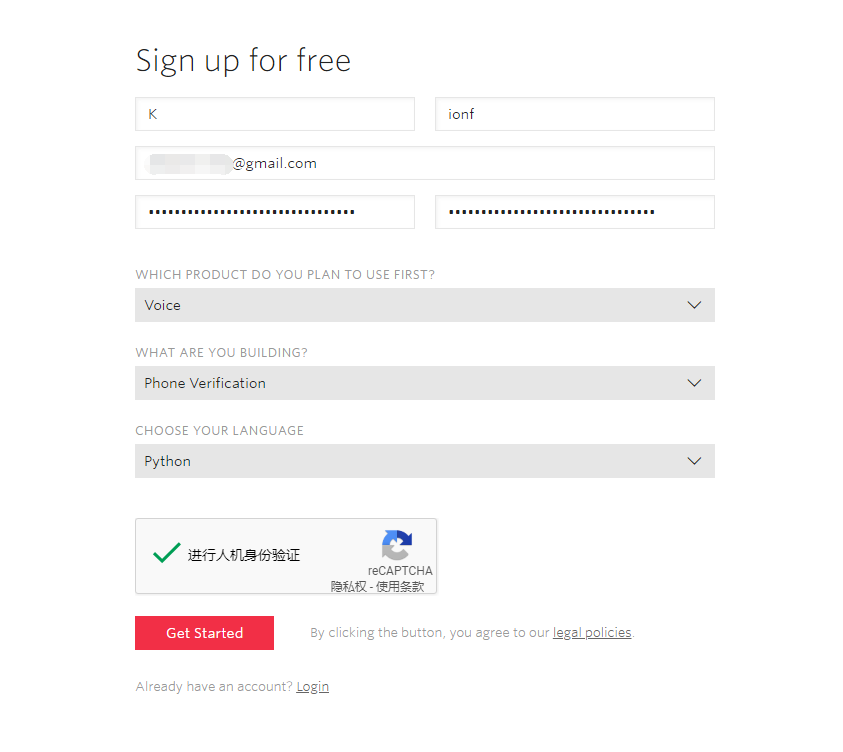 Sign up for free
K ionf
@gmail.com
••••••••••••••••••••••••••••••••  ••••••••••••••••••••••••••••••••
WHICH PRODUCT DO YOU PLAN TO USE FIRST?
Voice
WHAT ARE YOU BUILDING?
Phone Verification
CHOOSE YOUR LANGUAGE
Python
进行人机身份验证
reCAPTCHA
隐私权 - 使用条款
Get Started By clicking the button, you agree to our legal policies.
Already have an account? Login